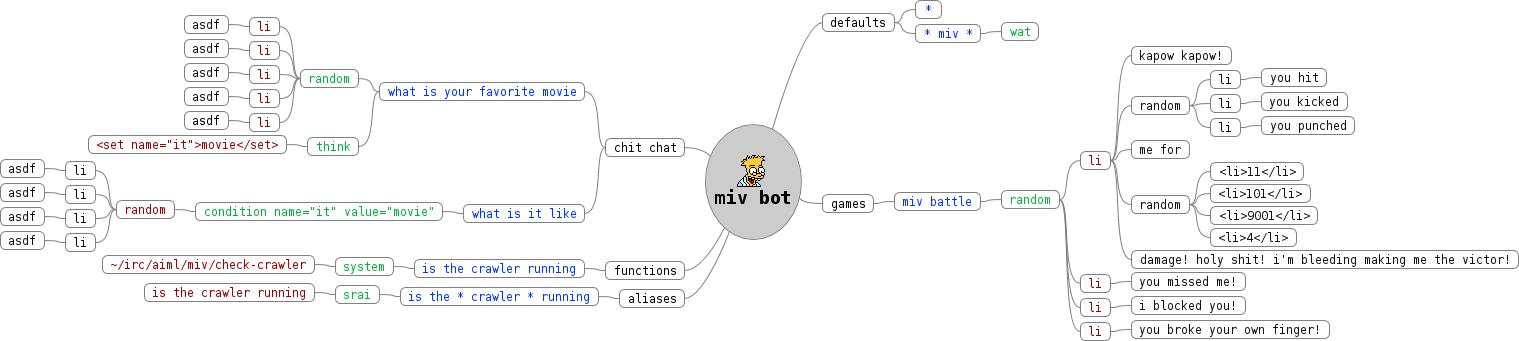 miv bot
defaults
*
* miv *
wat
games
miv battle
random
li
kapow kapow!
random
li
you hit
li
you kicked
li
you punched
me for
random
<li>11</li>
<li>101</li>
<li>9001</li>
<li>4</li>
damage! holy shit! i'm bleeding making me the victor!
li
you missed me!
li
i blocked you!
li
you broke your own finger!
chit chat
what is your favorite movie
random
li
asdf
li
asdf
li
asdf
li
asdf
li
asdf
think
<set name="it">movie</set>
what is it like
condition name="it" value="movie"
random
li
asdf
li
asdf
li
asdf
li
asdf
functions
is the crawler running
system
~/irc/aiml/miv/check-crawler
aliases
is the * crawler * running
srai
is the crawler running